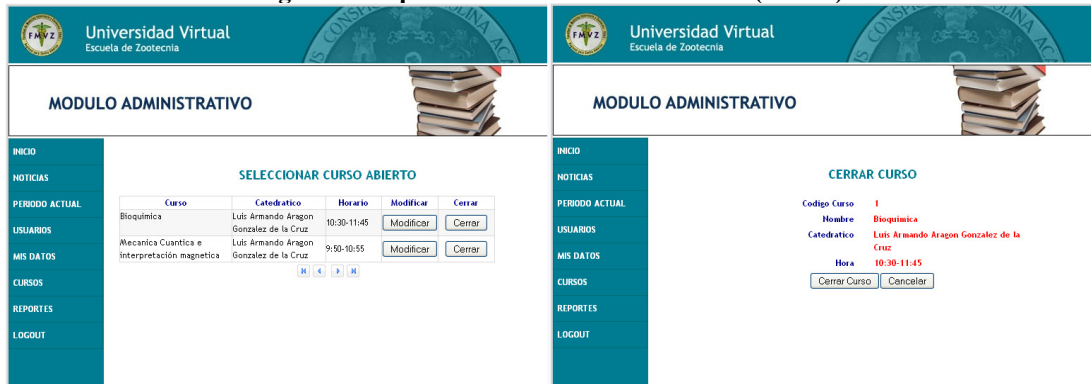 FMVZ
Universidad Virtual
Escuela de Zootecnia
MODULO ADMINISTRATIVO
INICIO
NOTICIAS
PERIODO ACTUAL
USUARIOS
MIS DATOS
CURSOS
REPORTES
LOGOUT
SELECCIONAR CURSO ABIERTO
Curso Catedratico Horario Modificar Cerrar
Bioquimica Luis Armando Aragon Gonzalez de la Cruz 10:30-11:45 Modificar Cerrar
Mecanica Cuantica e interpretación magnetica Luis Armando Aragon Gonzalez de la Cruz 9:50-10:55 Modificar Cerrar
FMVZ
Universidad Virtual
Escuela de Zootecnia
MODULO ADMINISTRATIVO
INICIO
NOTICIAS
PERIODO ACTUAL
USUARIOS
MIS DATOS
CURSOS
REPORTES
LOGOUT
CERRAR CURSO
Codigo Curso 1
Nombre Bioquimica
Catedratico Luis Armando Aragon Gonzalez de la
Cruz
Hora 10:30-11:45
Cerrar Curso Cancelar